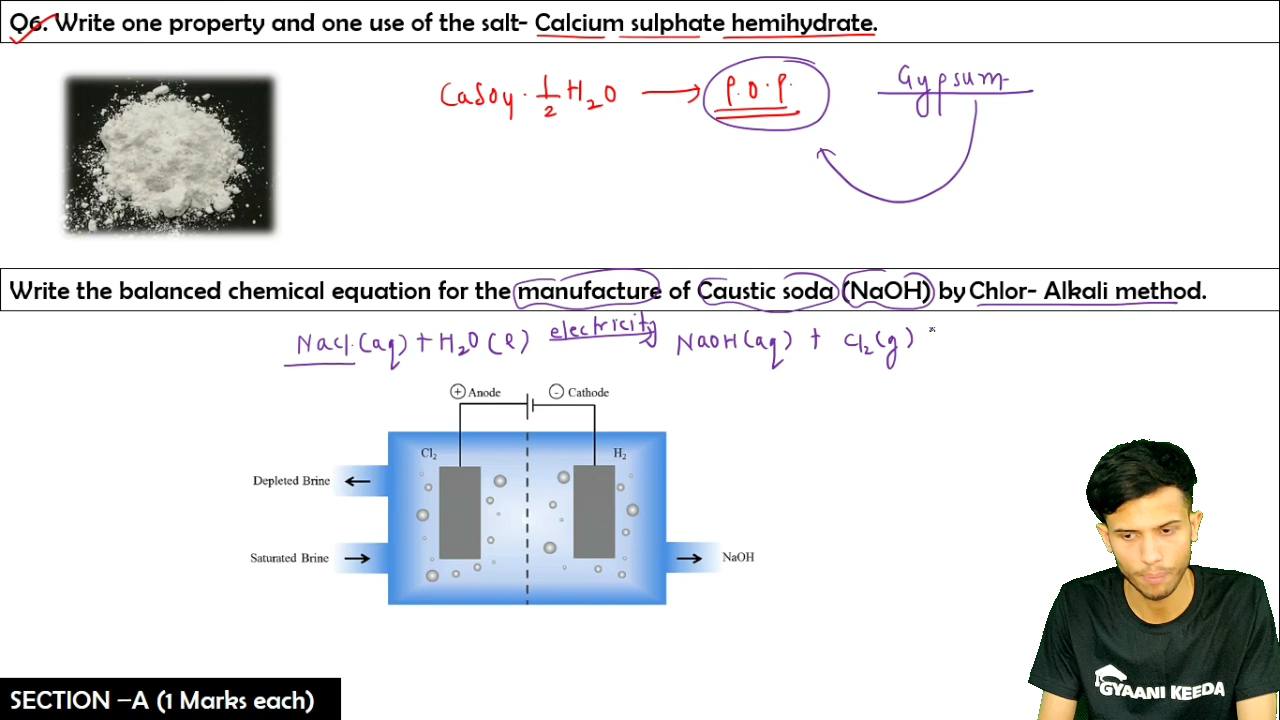 Q6. Write one property and one use of the salt- Calcium sulphate hemihydrate.
CaSO4 · 1/2 H2O → P.O.P. Gypsum
Write the balanced chemical equation for the manufacture of Caustic soda (NaOH) by Chlor- Alkali method.
NaCl (aq) + H2O (l) electricity NaOH (aq) + Cl2 (g)
+ Anode - Cathode
Cl2 H2
Depleted Brine
Saturated Brine NaOH
GYAANI KEEDA
SECTION –A (1 Marks each)